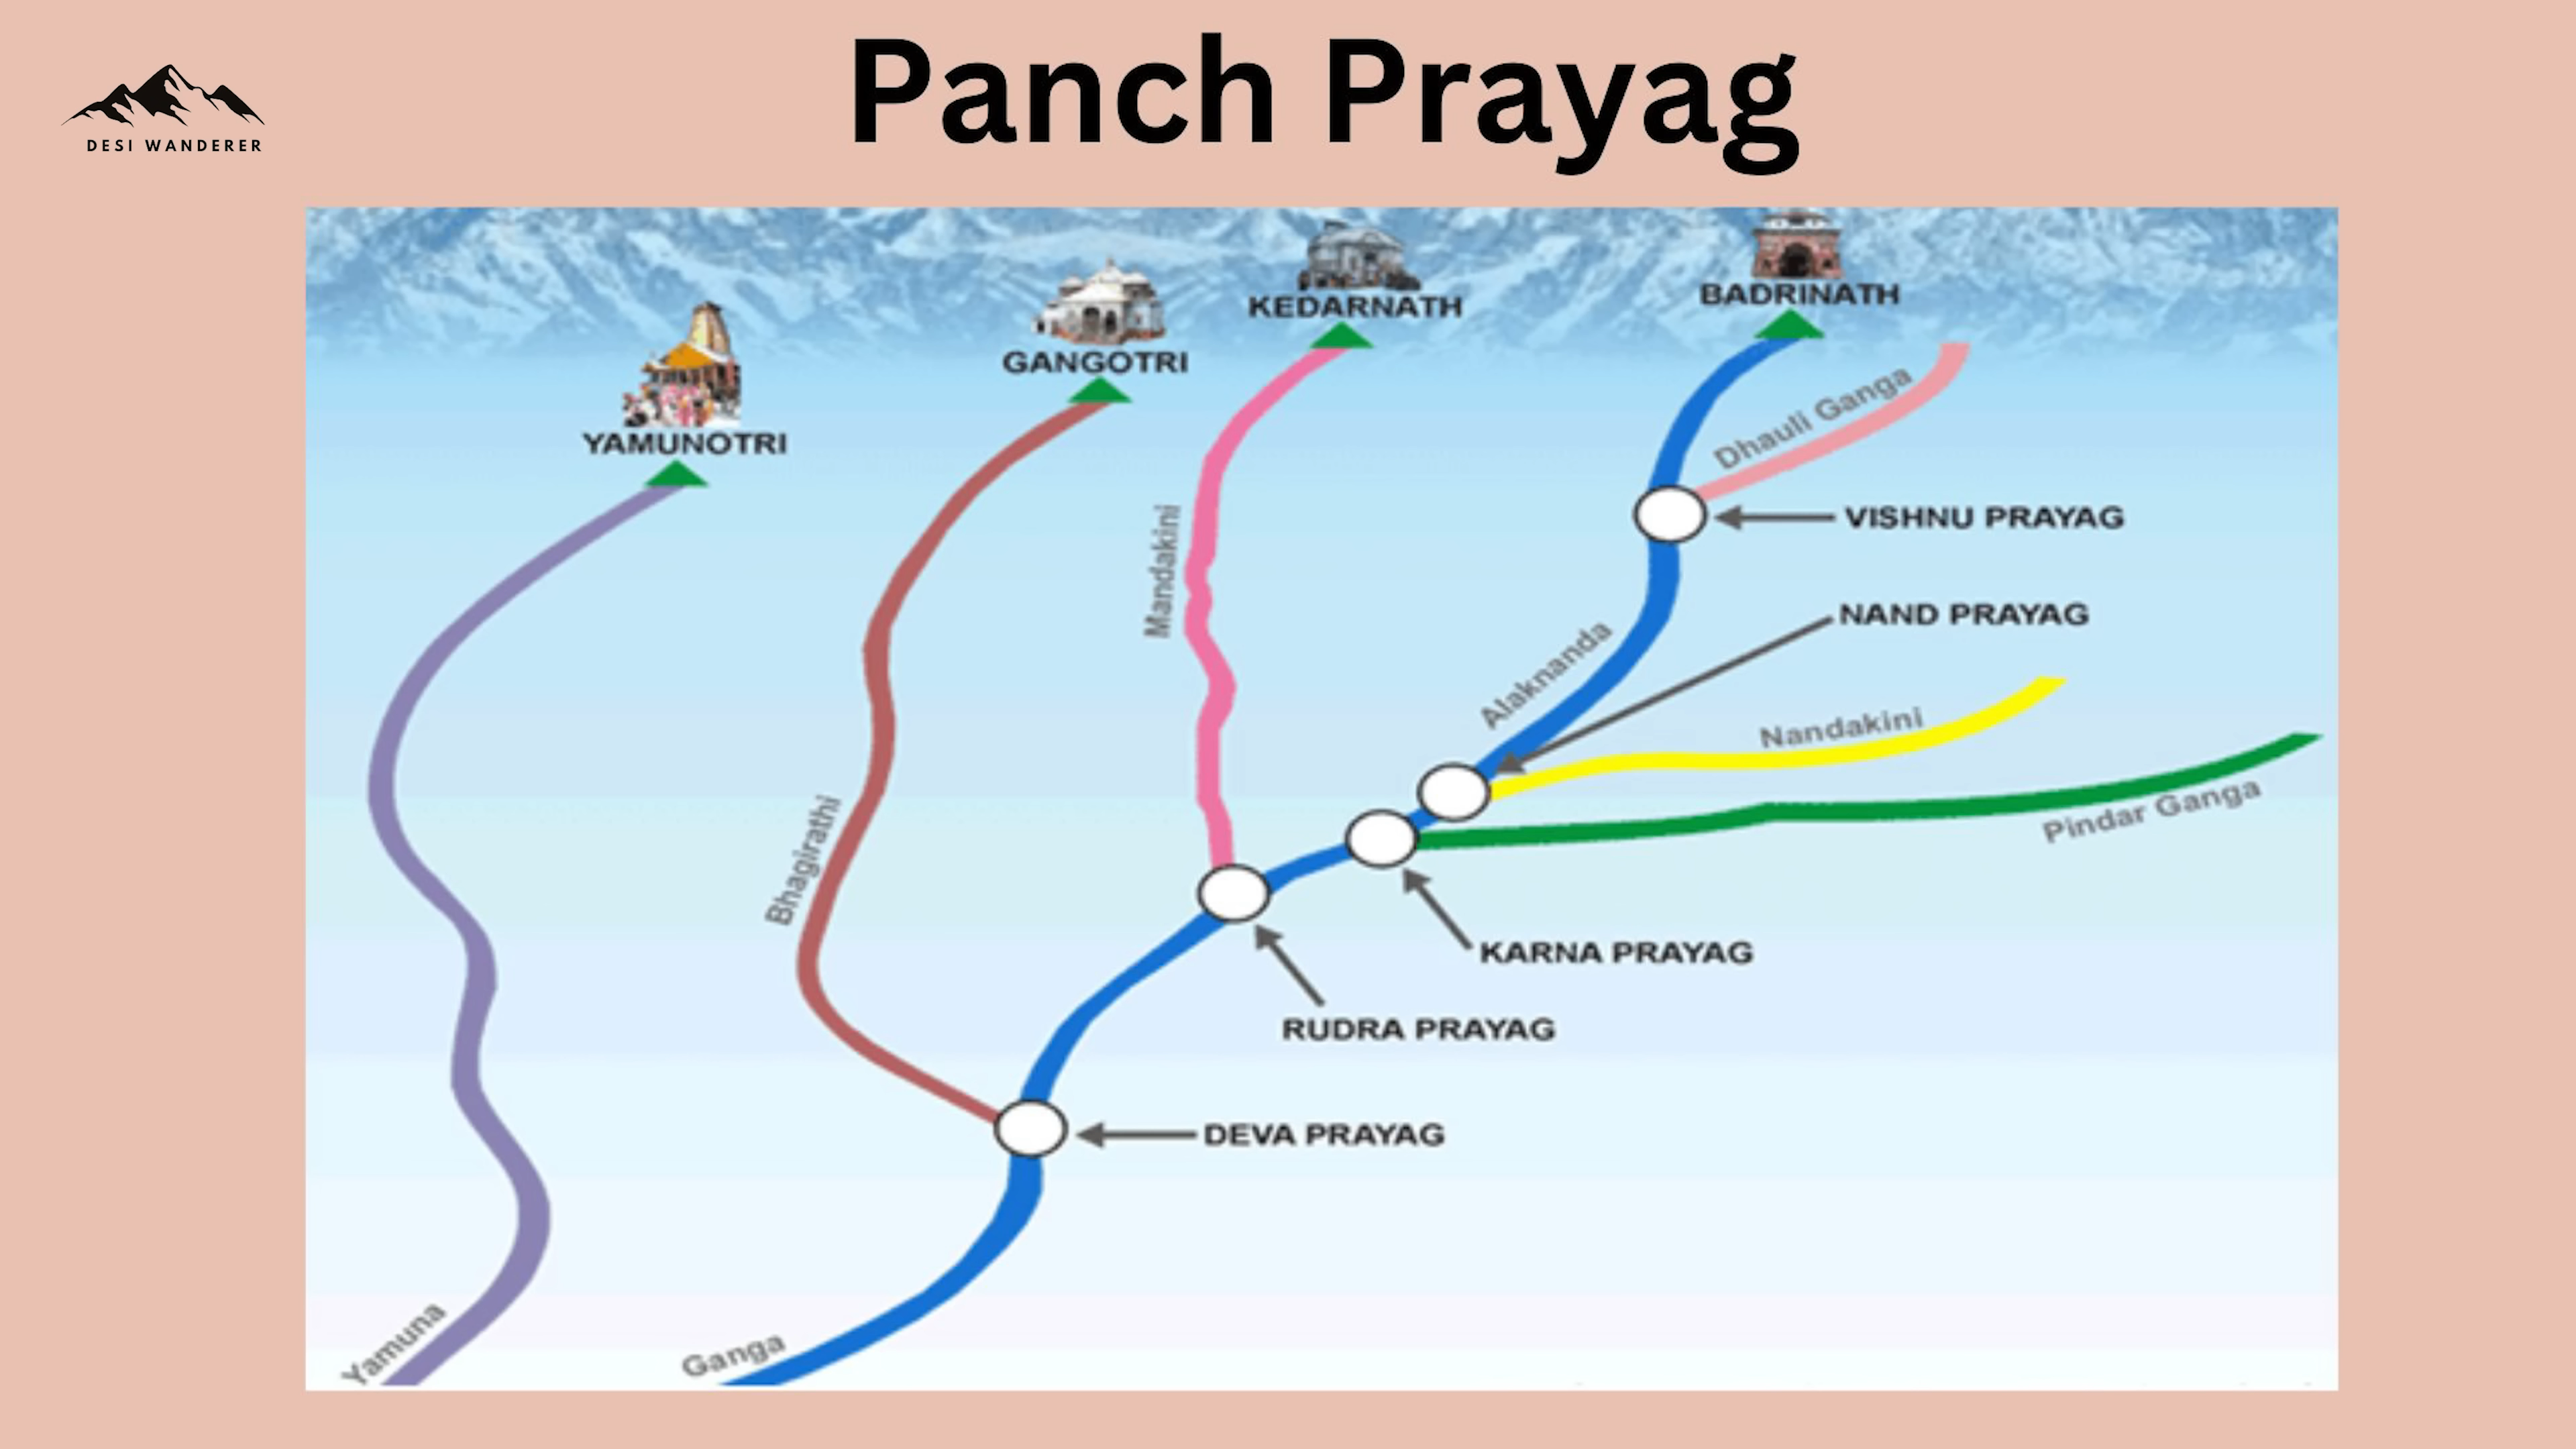 Panch Prayag
DESI WANDERER
BADRINATH
KEDARNATH
GANGOTRI
YAMUNOTRI
Dhauli Ganga
VISHNU PRAYAG
Mandakini
NAND PRAYAG
Alaknanda
Nandakini
Pindar Ganga
Bhagirathi
KARNA PRAYAG
RUDRA PRAYAG
DEVA PRAYAG
Yamuna
Ganga